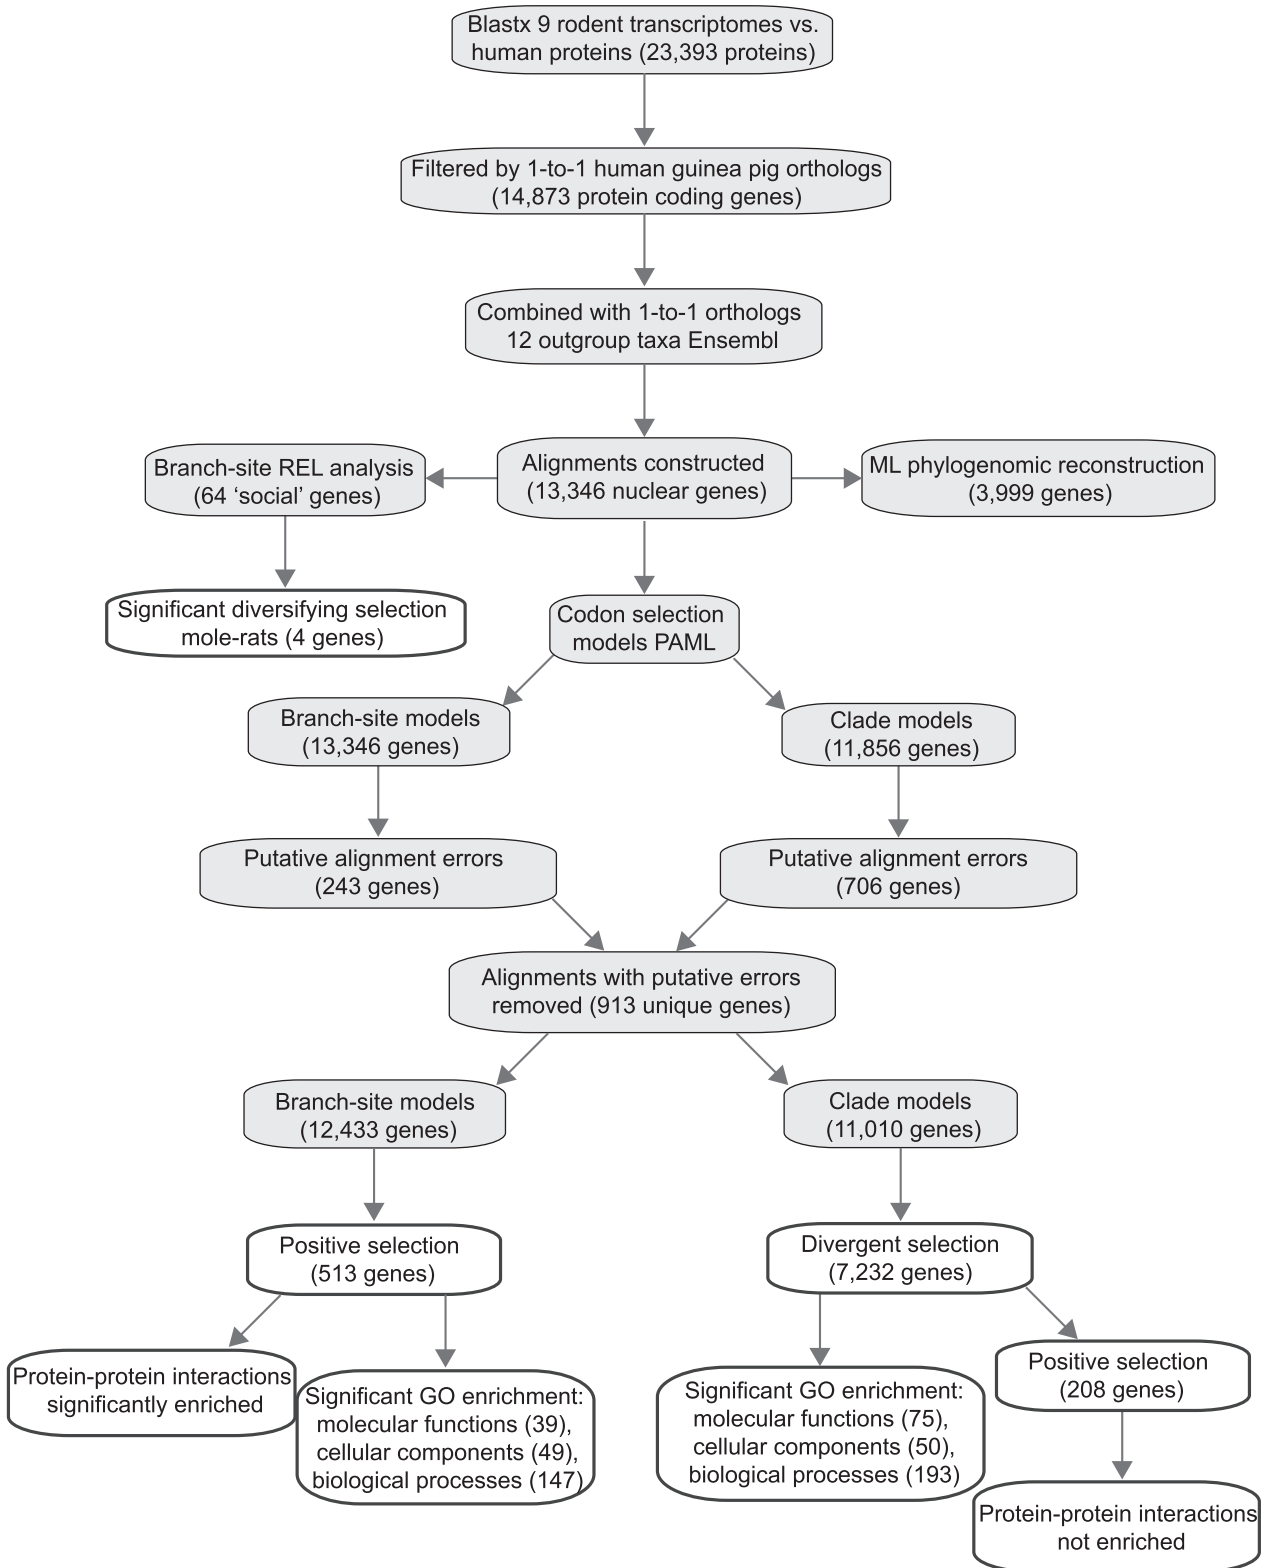 Blastx 9 rodent transcriptomes vs.
human proteins (23,393 proteins)
Filtered by 1-to-1 human guinea pig orthologs
(14,873 protein coding genes)
Combined with 1-to-1 orthologs
12 outgroup taxa Ensembl
Branch-site REL analysis
(64 ‘social’ genes)
Alignments constructed
(13,346 nuclear genes)
ML phylogenomic reconstruction
(3,999 genes)
Significant diversifying selection
mole-rats (4 genes)
Codon selection
models PAML
Branch-site models
(13,346 genes)
Clade models
(11,856 genes)
Putative alignment errors
(243 genes)
Putative alignment errors
(706 genes)
Alignments with putative errors
removed (913 unique genes)
Branch-site models
(12,433 genes)
Clade models
(11,010 genes)
Positive selection
(513 genes)
Divergent selection
(7,232 genes)
Protein-protein interactions
significantly enriched
Significant GO enrichment:
molecular functions (39),
cellular components (49),
biological processes (147)
Significant GO enrichment:
molecular functions (75),
cellular components (50),
biological processes (193)
Positive selection
(208 genes)
Protein-protein interactions
not enriched